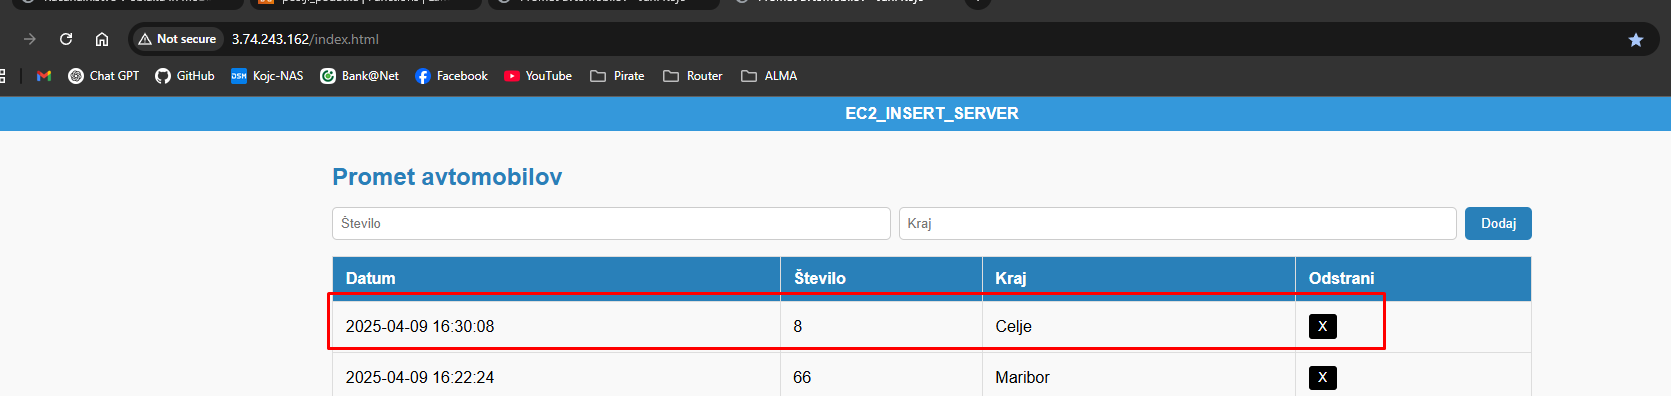 Not secure 3.74.243.162/index.html
Gmail Chat GPT GitHub Kojc-NAS Bank@Net Facebook YouTube Pirate Router ALMA
EC2_INSERT_SERVER
Promet avtomobilov
Število Kraj Dodaj
Datum Število Kraj Odstrani
2025-04-09 16:30:08 8 Celje X
2025-04-09 16:22:24 66 Maribor X